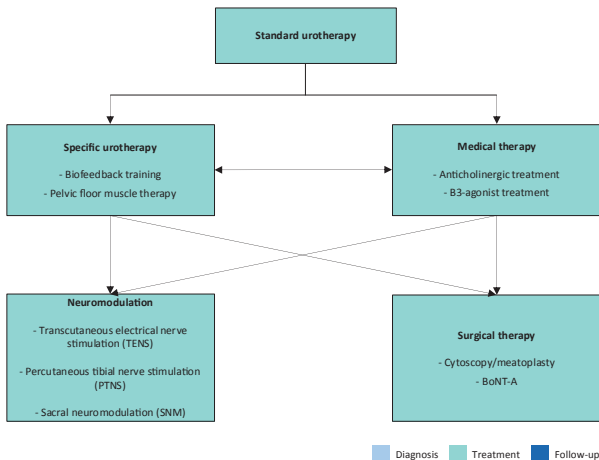 Standard urotherapy
Specific urotherapy
- Biofeedback training
- Pelvic floor muscle therapy
Medical therapy
- Anticholinergic treatment
- B3-agonist treatment
Neuromodulation
- Transcutaneous electrical nerve
stimulation (TENS)
- Percutaneous tibial nerve stimulation
(PTNS)
- Sacral neuromodulation (SNM)
Surgical therapy
- Cytoscopy/meatoplasty
- BoNT-A
Diagnosis
Treatment
Follow-up